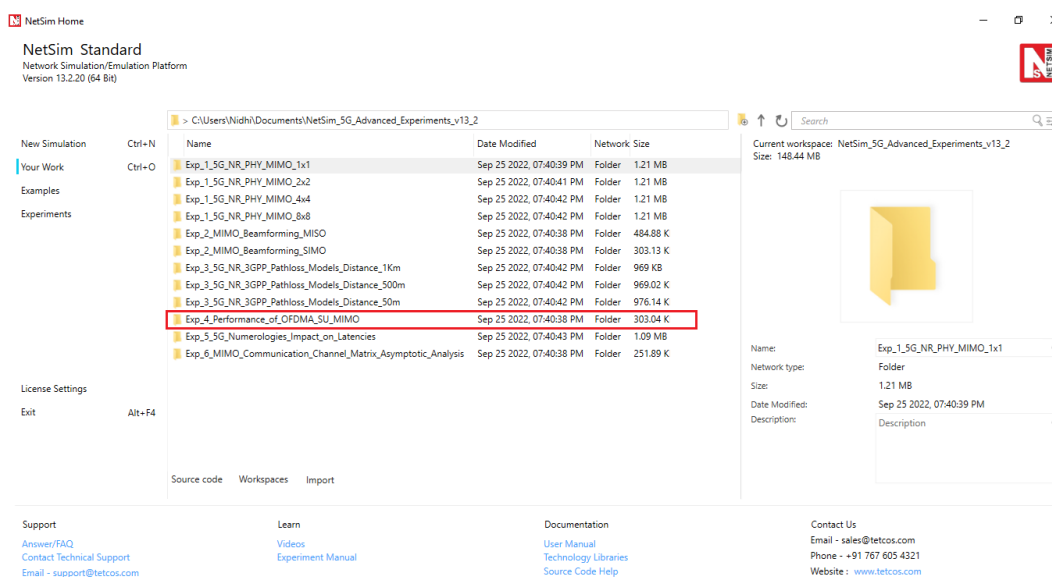 NetSim Home
NetSim Standard
Network Simulation/Emulation Platform
Version 13.2.20 (64 Bit)
NETSIM
> C:\Users\Nidhi\Documents\NetSim_5G_Advanced_Experiments_v13_2
Search
New Simulation Ctrl+N
Your Work Ctrl+O
Examples
Experiments
License Settings
Exit Alt+F4
Name Date Modified Network Size
Exp_1_5G_NR_PHY_MIMO_1x1 Sep 25 2022, 07:40:39 PM Folder 1.21 MB
Exp_1_5G_NR_PHY_MIMO_2x2 Sep 25 2022, 07:40:41 PM Folder 1.21 MB
Exp_1_5G_NR_PHY_MIMO_4x4 Sep 25 2022, 07:40:42 PM Folder 1.21 MB
Exp_1_5G_NR_PHY_MIMO_8x8 Sep 25 2022, 07:40:42 PM Folder 1.21 MB
Exp_2_MIMO_Beamforming_MISO Sep 25 2022, 07:40:38 PM Folder 484.88 K
Exp_2_MIMO_Beamforming_SIMO Sep 25 2022, 07:40:38 PM Folder 303.13 K
Exp_3_5G_NR_3GPP_Pathloss_Models_Distance_1Km Sep 25 2022, 07:40:42 PM Folder 969 KB
Exp_3_5G_NR_3GPP_Pathloss_Models_Distance_500m Sep 25 2022, 07:40:42 PM Folder 969.02 K
Exp_3_5G_NR_3GPP_Pathloss_Models_Distance_50m Sep 25 2022, 07:40:42 PM Folder 976.14 K
Exp_4_Performance_of_OFDMA_SU_MIMO Sep 25 2022, 07:40:38 PM Folder 303.04 K
Exp_5_5G_Numerologies_Impact_on_Latencies Sep 25 2022, 07:40:43 PM Folder 1.09 MB
Exp_6_MIMO_Communication_Channel_Matrix_Asymptotic_Analysis Sep 25 2022, 07:40:38 PM Folder 251.89 K
Source code Workspaces Import
Current workspace: NetSim_5G_Advanced_Experiments_v13_2
Size: 148.44 MB
Name: Exp_1_5G_NR_PHY_MIMO_1x1
Network type: Folder
Size: 1.21 MB
Date Modified: Sep 25 2022, 07:40:39 PM
Description: Description
Support
Answer/FAQ
Contact Technical Support
Email - support@tetcos.com
Learn
Videos
Experiment Manual
Documentation
User Manual
Technology Libraries
Source Code Help
Contact Us
Email - sales@tetcos.com
Phone - +91 767 605 4321
Website : www.tetcos.com